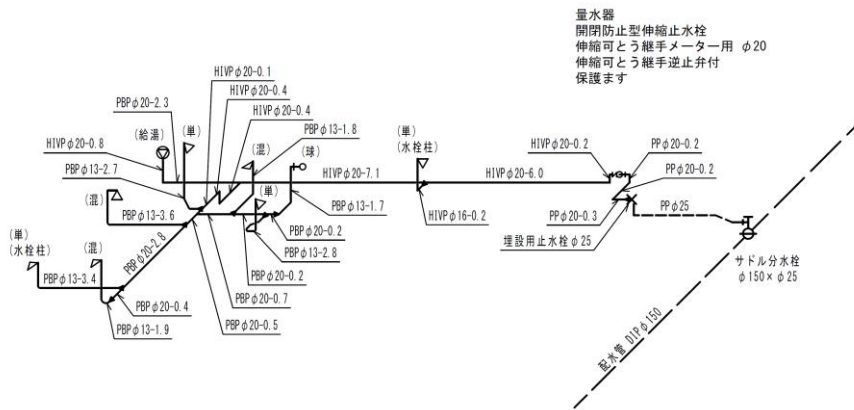 量水器
開閉防止型伸縮止水栓
伸縮可とう継手メーター用 φ20
伸縮可とう継手逆止弁付
保護ます
HIVPφ20-0.1
HIVPφ20-0.4
PBPφ20-2.3
HIVPφ20-0.4
(給湯)
(単)
PBPφ13-1.8
(単)
(水栓柱)
HIVPφ20-0.8
(混)
(球)
HIVPφ20-0.2
PPφ20-0.2
PBPφ13-2.7
HIVPφ20-7.1
HIVPφ20-6.0
PPφ20-0.2
(混)
(単)
PBPφ13-1.7
HIVPφ16-0.2
PPφ20-0.3
PPφ25
PBPφ13-3.6
PBPφ20-0.2
埋設用止水栓φ25
(単)
(水栓柱)
(混)
PBPφ20-2.8
PBPφ13-2.8
サドル分水栓
φ150×φ25
PBPφ13-3.4
PBPφ20-0.2
PBPφ20-0.4
PBPφ20-0.7
PBPφ13-1.9
PBPφ20-0.5
配水管 DIPφ150